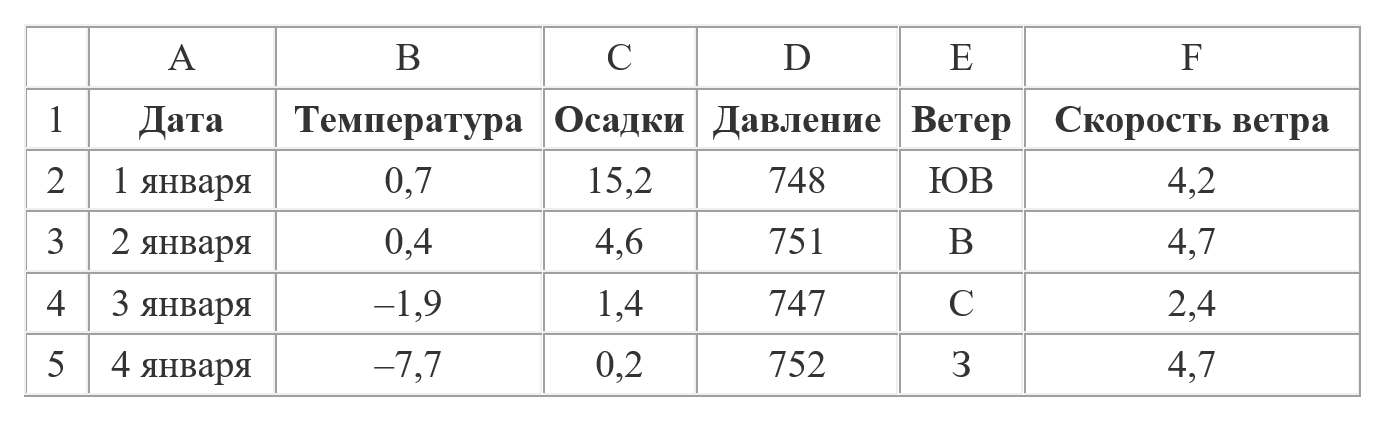 A B C D E F
1 Дата Температура Осадки Давление Ветер Скорость ветра
2 1 января 0,7 15,2 748 ЮВ 4,2
3 2 января 0,4 4,6 751 В 4,7
4 3 января –1,9 1,4 747 С 2,4
5 4 января –7,7 0,2 752 З 4,7